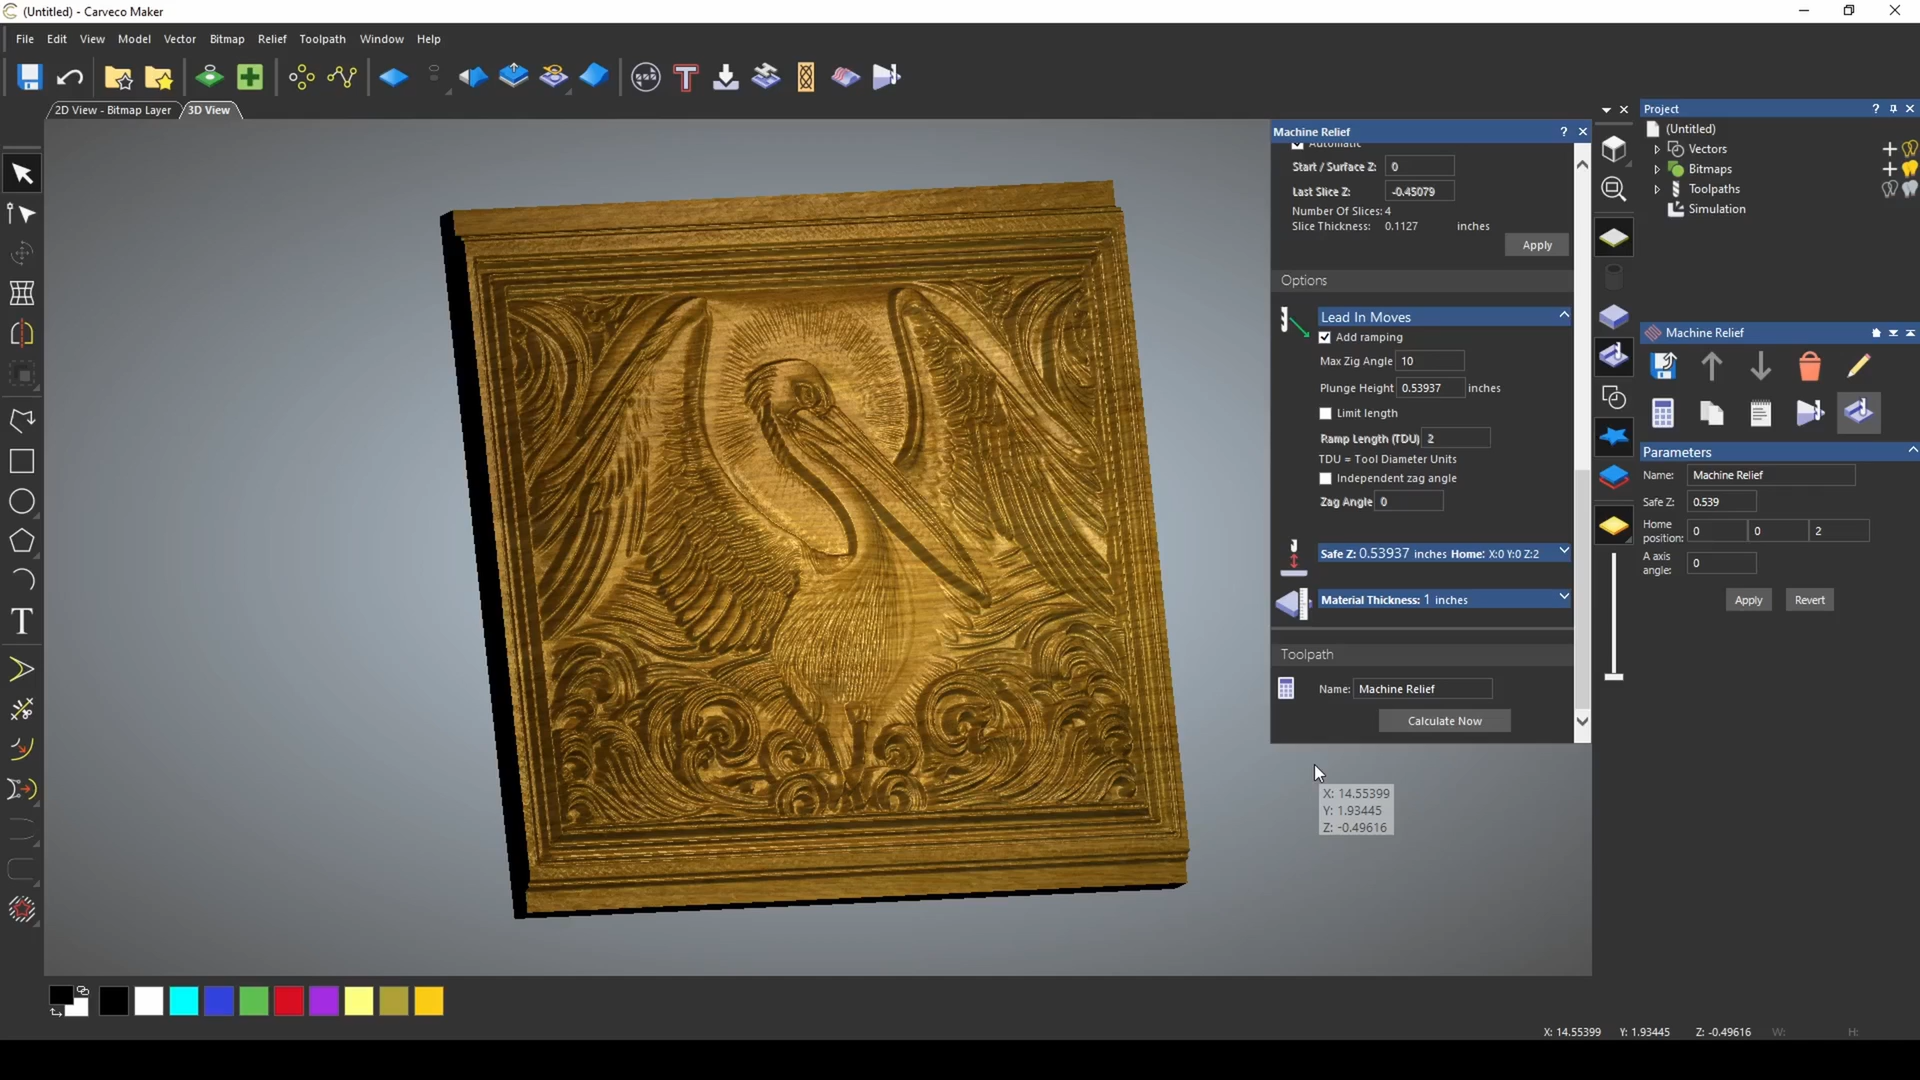 (Untitled) - Carveco Maker
File Edit View Model Vector Bitmap Relief Toolpath Window Help
2D View - Bitmap Layer 3D View
Machine Relief ?
Automatic
Start / Surface Z: 0
Last Slice Z: -0.45079
Number Of Slices: 4
Slice Thickness: 0.1127 inches
Apply
Options
Lead In Moves
Add ramping
Max Zig Angle 10
Plunge Height 0.53937 inches
Limit length
Ramp Length (TDU) 2
TDU = Tool Diameter Units
Independent zag angle
Zag Angle 0
Safe Z: 0.53937 inches Home: X:0 Y:0 Z:2
Material Thickness: 1 inches
Toolpath
Name: Machine Relief
Calculate Now
X: 14.55399
Y: 1.93445
Z: -0.49616
Project ?
(Untitled)
Vectors
Bitmaps
Toolpaths
Simulation
Machine Relief
Parameters
Name: Machine Relief
Safe Z: 0.539
Home position: 0 0 2
A axis angle: 0
Apply Revert
X: 14.55399 Y: 1.93445 Z: -0.49616 W: H: